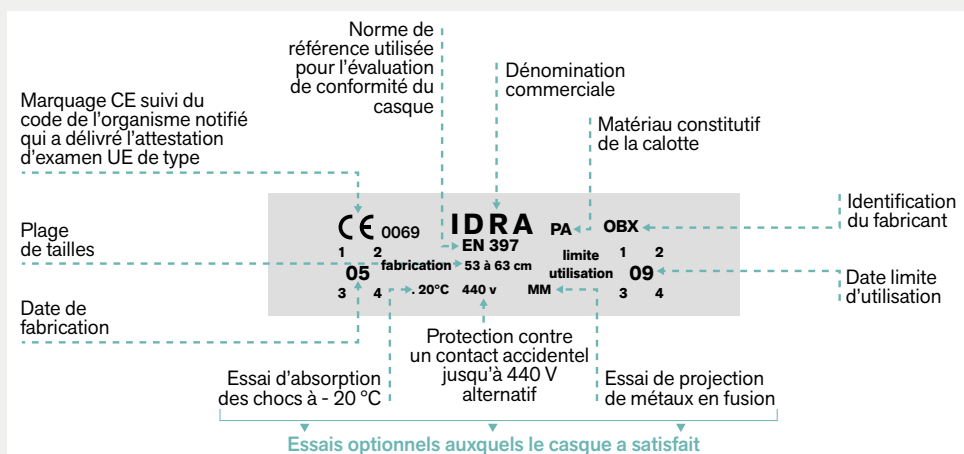 Norme de
référence utilisée
pour l'évaluation
de conformité du
casque
Dénomination
commerciale
Marquage CE suivi du
code de l'organisme notifié
qui a délivré l'attestation
d'examen UE de type
Matériau constitutif
de la calotte
Identification
du fabricant
Plage
de tailles
Date de
fabrication
CE 0069 IDRA PA OBX
EN 397
1 2 limite 1 2
fabrication 53 à 63 cm
05 utilisation 09
3 4 . 20°C 440 v MM 3 4
Date limite
d'utilisation
Protection contre
un contact accidentel
jusqu'à 440 V
alternatif
Essai d'absorption
des chocs à - 20 °C
Essai de projection
de métaux en fusion
Essais optionnels auxquels le casque a satisfait